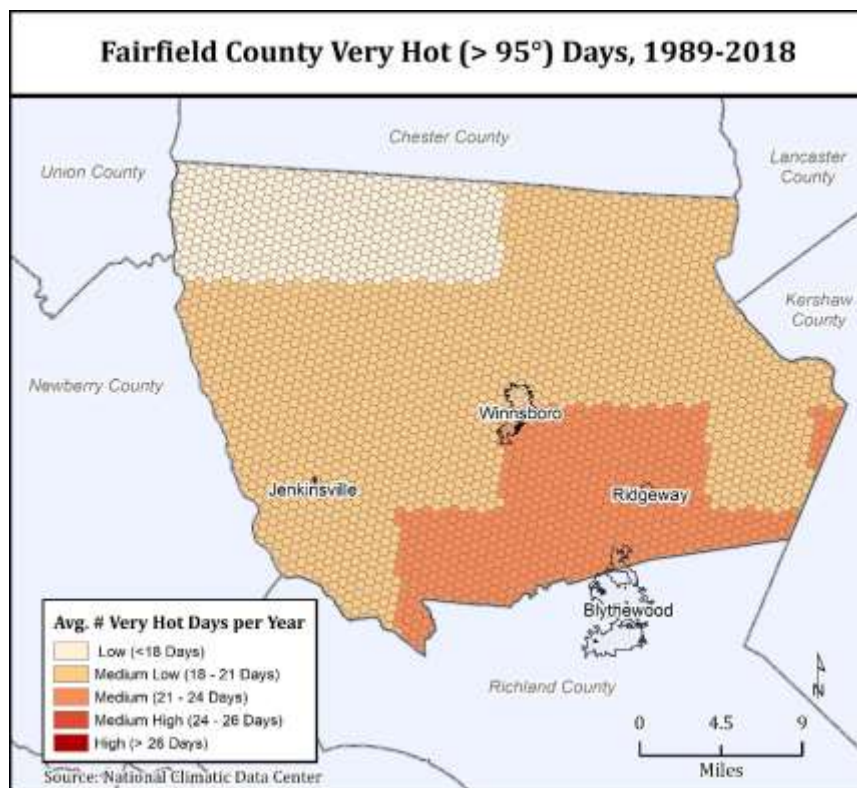 Fairfield County Very Hot (> 95°) Days, 1989-2018
Chester County
Union County
Lancaster
County
Kershaw
County
Newberry County
Winnsboro
Jenkinsville
Ridgeway
Blythewood
Richland County
Avg. # Very Hot Days per Year
Low (<18 Days)
Medium Low (18 - 21 Days)
Medium (21 - 24 Days)
Medium High (24 - 26 Days)
High (> 26 Days)
N
0 4.5 9
Miles
Source: National Climatic Data Center